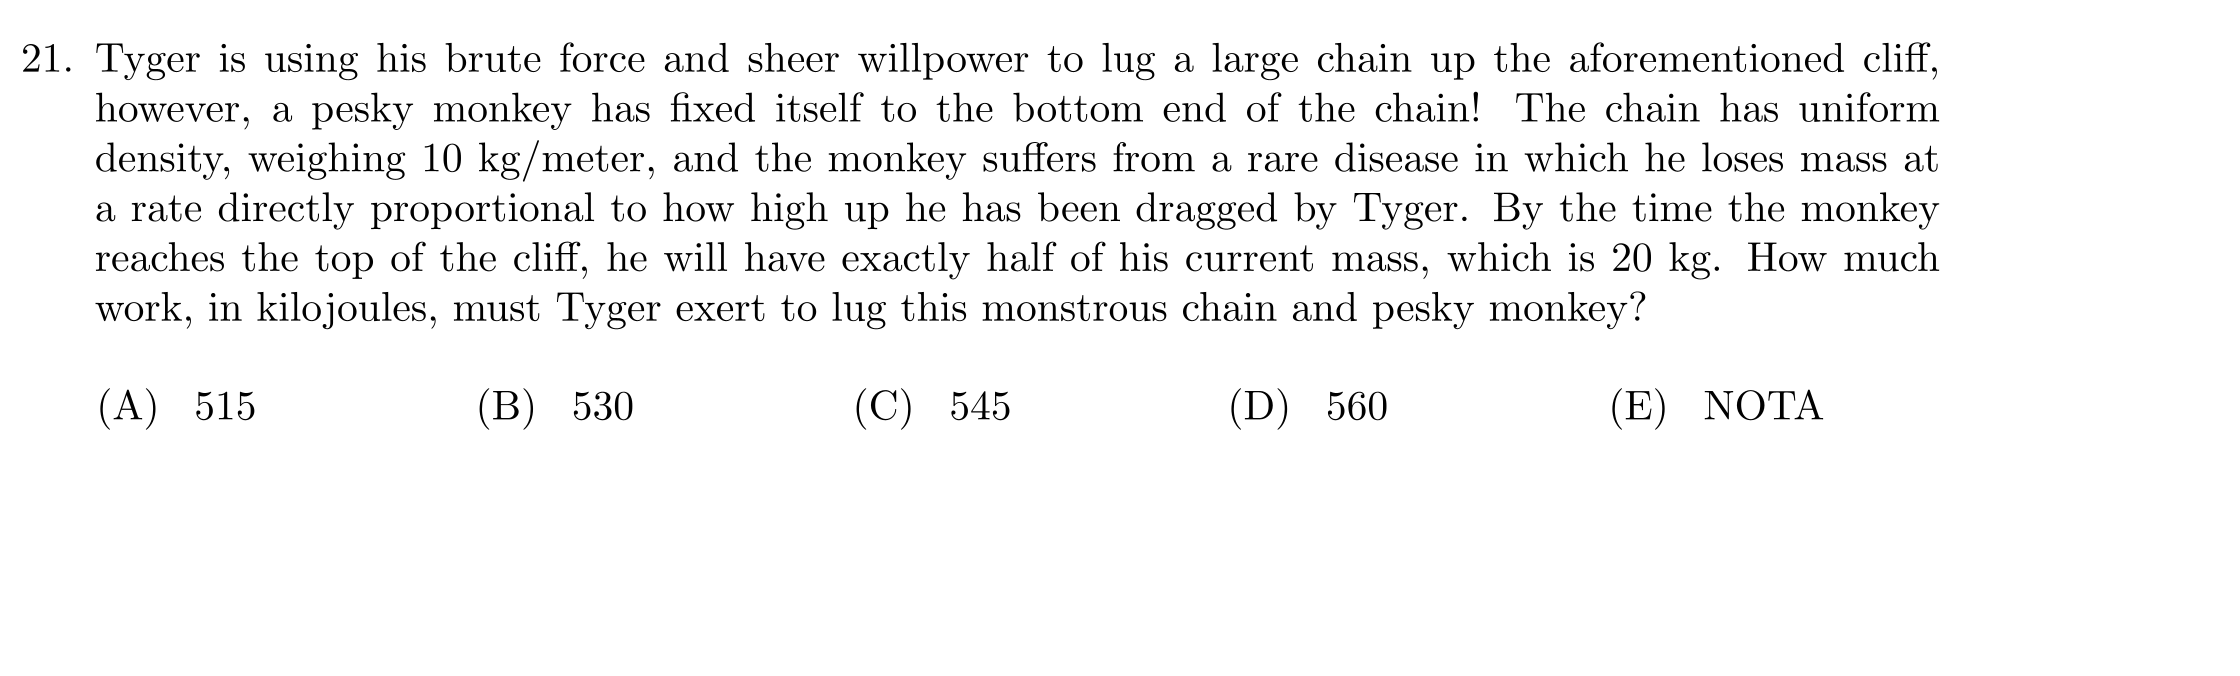 21. Tyger is using his brute force and sheer willpower to lug a large chain up the aforementioned cliff,
however, a pesky monkey has fixed itself to the bottom end of the chain! The chain has uniform
density, weighing 10 kg/meter, and the monkey suffers from a rare disease in which he loses mass at
a rate directly proportional to how high up he has been dragged by Tyger. By the time the monkey
reaches the top of the cliff, he will have exactly half of his current mass, which is 20 kg. How much
work, in kilojoules, must Tyger exert to lug this monstrous chain and pesky monkey?
(A) 515 (B) 530 (C) 545 (D) 560 (E) NOTA